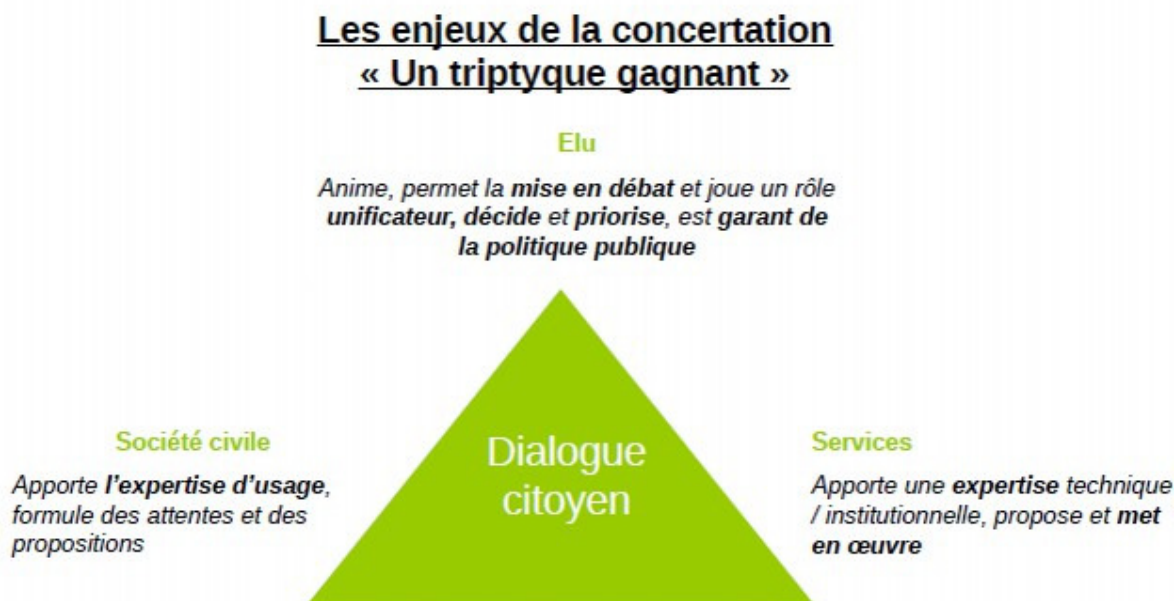 Les enjeux de la concertation
« Un triptyque gagnant »
Elu
Anime, permet la mise en débat et joue un rôle
unificateur, décide et priorise, est garant de
la politique publique
Société civile
Apporte l'expertise d'usage,
formule des attentes et des
propositions
Dialogue
citoyen
Services
Apporte une expertise technique
/ institutionnelle, propose et met
en œuvre